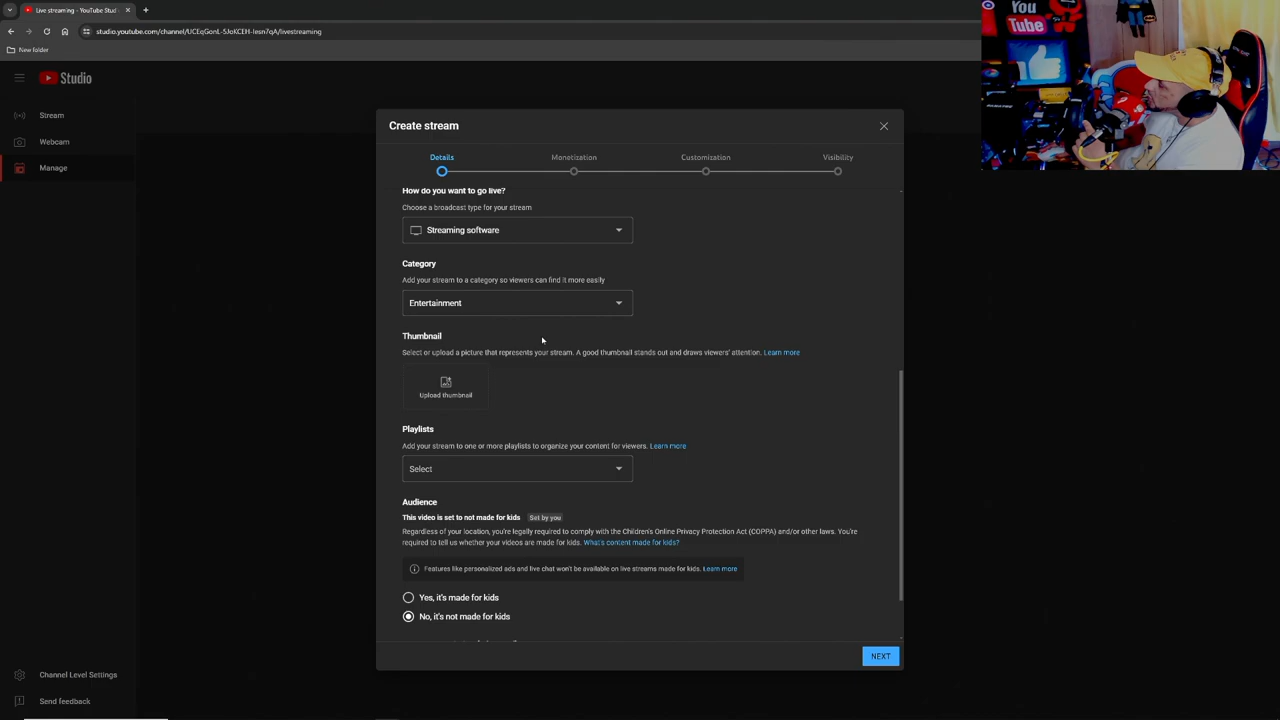 Live streaming - YouTube Stud
studio.youtube.com/channel/UCEqGonL-5JoKCEH-Iesn7qA/livestreaming
New folder
Studio
You
Tube
Stream
Webcam
Manage
Create stream
Details
Monetization
Customization
Visibility
How do you want to go live?
Choose a broadcast type for your stream
Streaming software
Category
Add your stream to a category so viewers can find it more easily
Entertainment
Thumbnail
Select or upload a picture that represents your stream. A good thumbnail stands out and draws viewers' attention. Learn more
Upload thumbnail
Playlists
Add your stream to one or more playlists to organize your content for viewers. Learn more
Select
Audience
This video is set to not made for kids Set by you
Regardless of your location, you're legally required to comply with the Children's Online Privacy Protection Act (COPPA) and/or other laws. You're
required to tell us whether your videos are made for kids. What's content made for kids?
Features like personalized ads and live chat won't be available on live streams made for kids. Learn more
Yes, it's made for kids
No, it's not made for kids
NEXT
Channel Level Settings
Send feedback